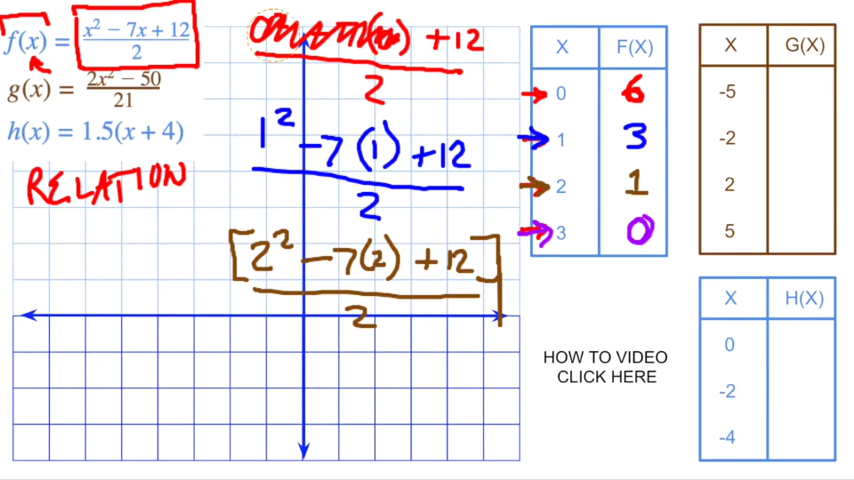 f(x) = (x² − 7x + 12)/2
g(x) = (2x² − 50)/21
h(x) = 1.5(x + 4)
RELATION
+12
2
1² −7(1) +12
2
[2² −7(2) +12]
2
X F(X)
0 6
1 3
2 1
3 0
X G(X)
-5
-2
2
5
X H(X)
0
-2
-4
HOW TO VIDEO
CLICK HERE